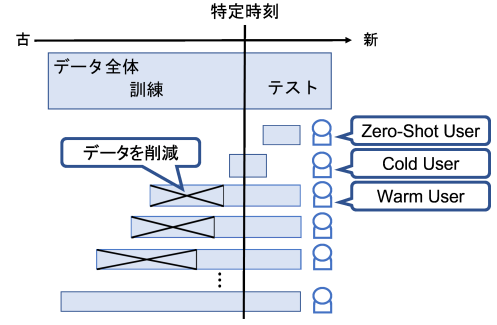 特定時刻
古
新
データ全体
訓練
テスト
Zero-Shot User
データを削減
Cold User
Warm User
⋮